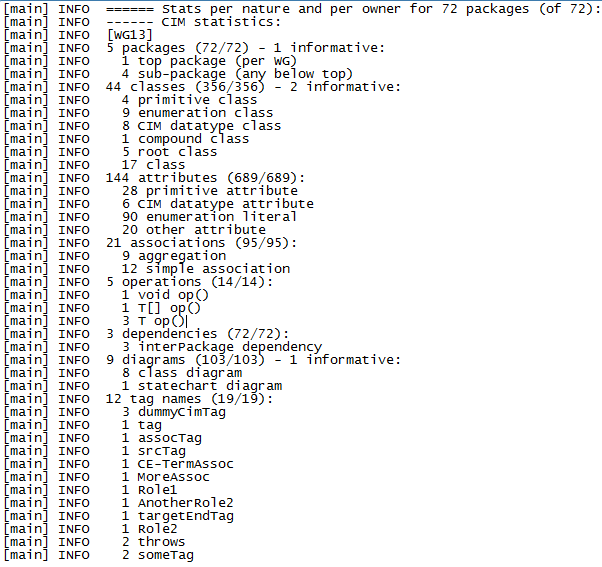 [main] INFO ====== Stats per nature and per owner for 72 packages (of 72):
[main] INFO ------ CIM statistics:
[main] INFO [WG13]
[main] INFO 5 packages (72/72) - 1 informative:
[main] INFO 1 top package (per WG)
[main] INFO 4 sub-package (any below top)
[main] INFO 44 classes (356/356) - 2 informative:
[main] INFO 4 primitive class
[main] INFO 9 enumeration class
[main] INFO 8 CIM datatype class
[main] INFO 1 compound class
[main] INFO 5 root class
[main] INFO 17 class
[main] INFO 144 attributes (689/689):
[main] INFO 28 primitive attribute
[main] INFO 6 CIM datatype attribute
[main] INFO 90 enumeration literal
[main] INFO 20 other attribute
[main] INFO 21 associations (95/95):
[main] INFO 9 aggregation
[main] INFO 12 simple association
[main] INFO 5 operations (14/14):
[main] INFO 1 void op()
[main] INFO 1 T[] op()
[main] INFO 3 T op()
[main] INFO 3 dependencies (72/72):
[main] INFO 3 interPackage dependency
[main] INFO 9 diagrams (103/103) - 1 informative:
[main] INFO 8 class diagram
[main] INFO 1 statechart diagram
[main] INFO 12 tag names (19/19):
[main] INFO 3 dummyCimTag
[main] INFO 1 tag
[main] INFO 1 assocTag
[main] INFO 1 srcTag
[main] INFO 1 CE-TermAssoc
[main] INFO 1 MoreAssoc
[main] INFO 1 Role1
[main] INFO 1 AnotherRole2
[main] INFO 1 targetEndTag
[main] INFO 1 Role2
[main] INFO 2 throws
[main] INFO 2 someTag